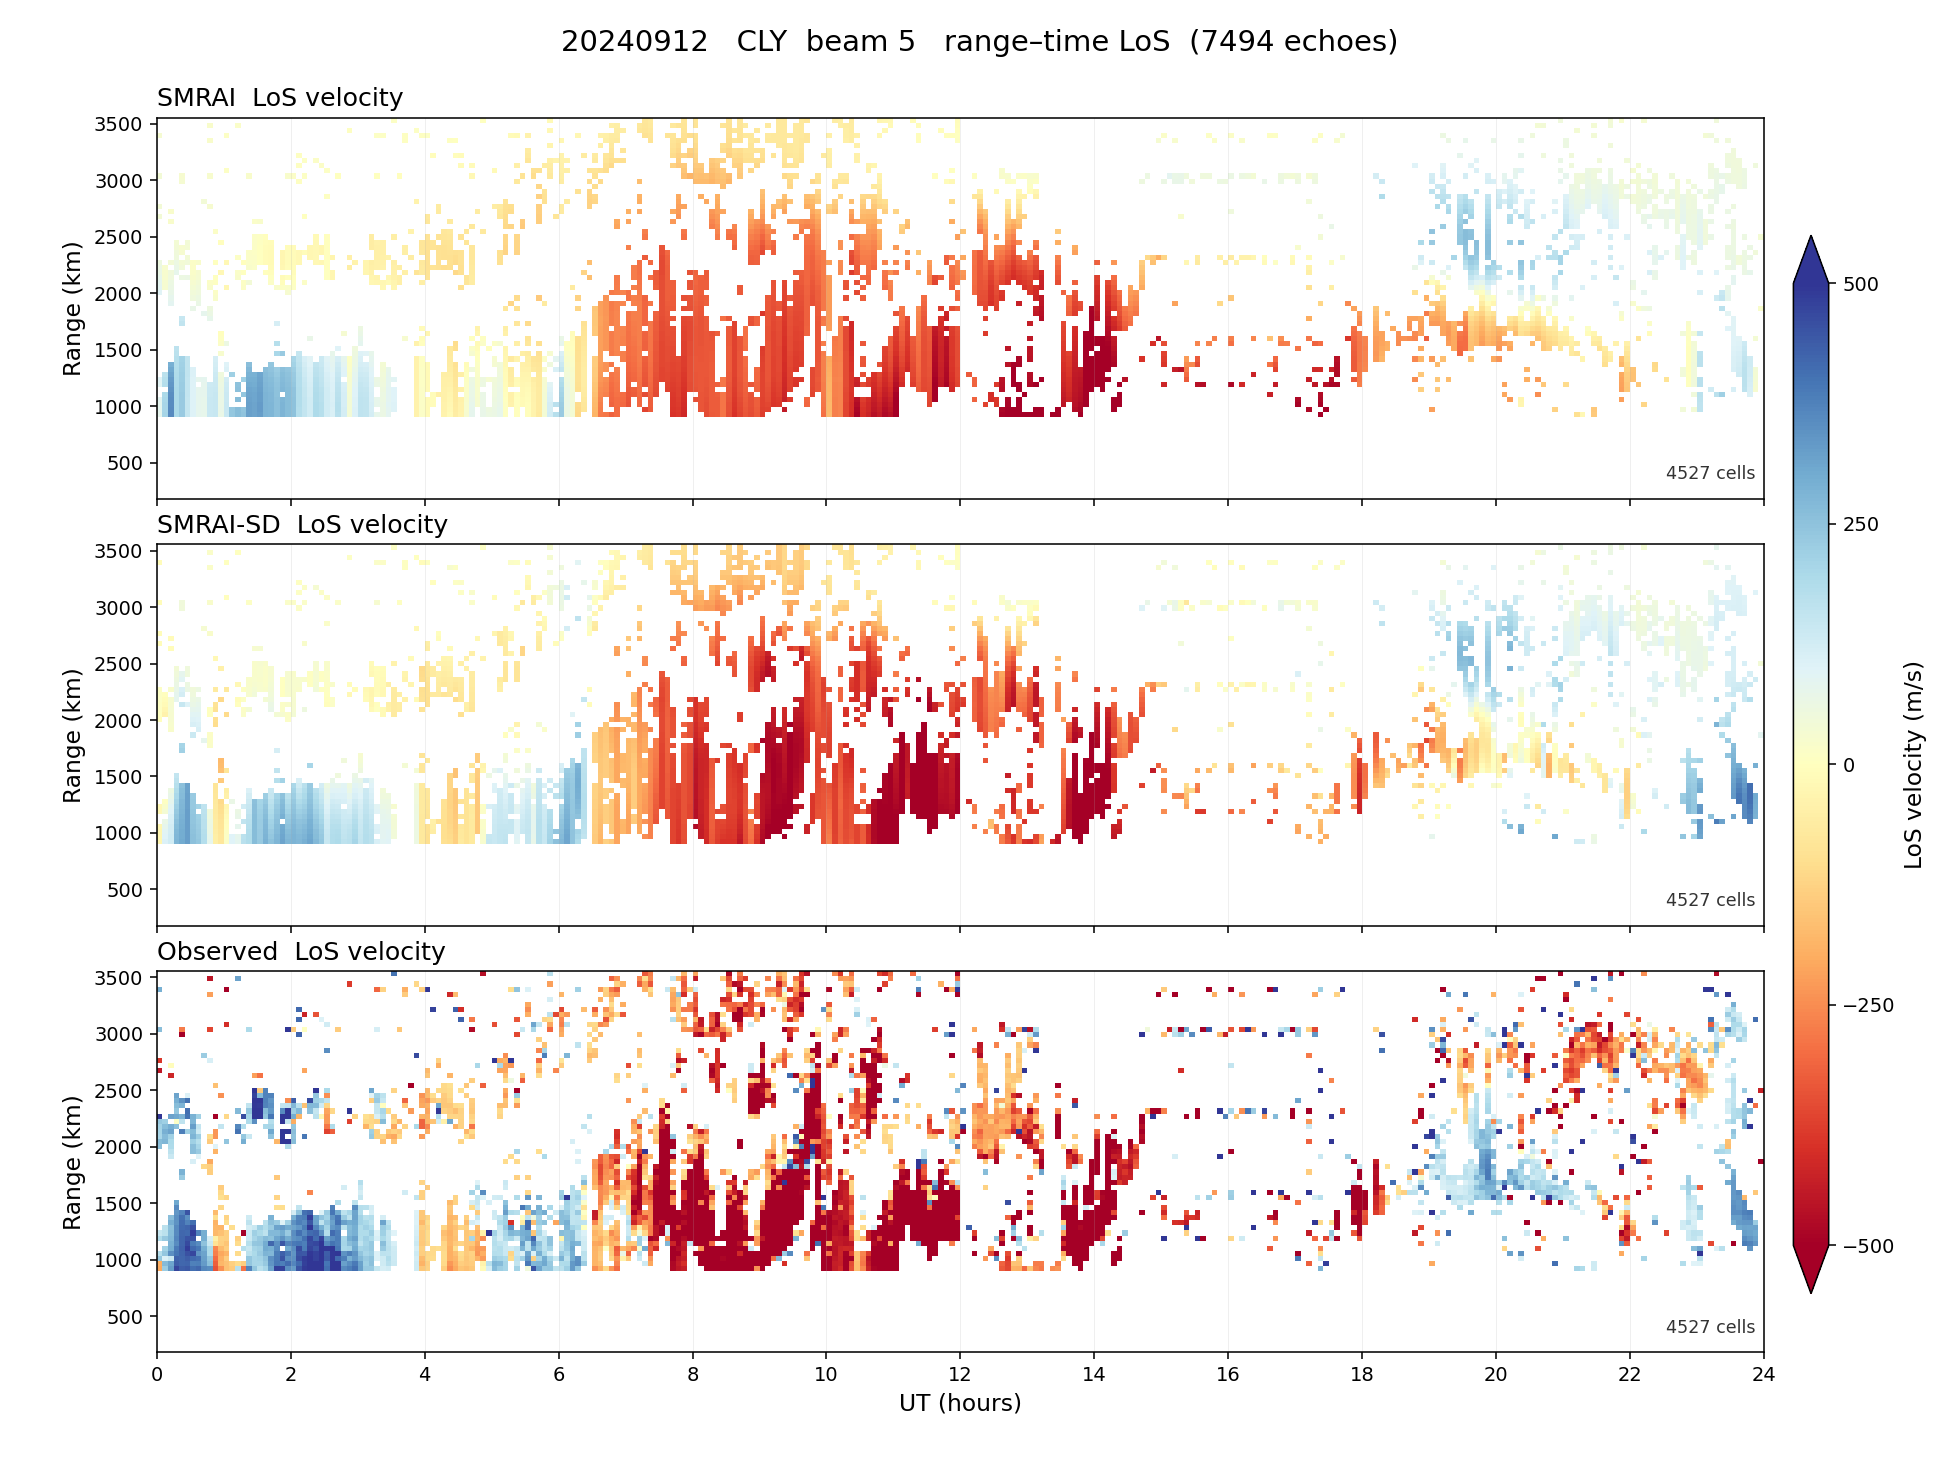 20240912   CLY  beam 5   range–time LoS  (7494 echoes)
SMRAI  LoS velocity
3500
3000
2500
2000
1500
1000
500
Range (km)
4527 cells
SMRAI-SD  LoS velocity
3500
3000
2500
2000
1500
1000
500
Range (km)
4527 cells
Observed  LoS velocity
3500
3000
2500
2000
1500
1000
500
Range (km)
4527 cells
0 2 4 6 8 10 12 14 16 18 20 22 24
UT (hours)
500
250
0
−250
−500
LoS velocity (m/s)